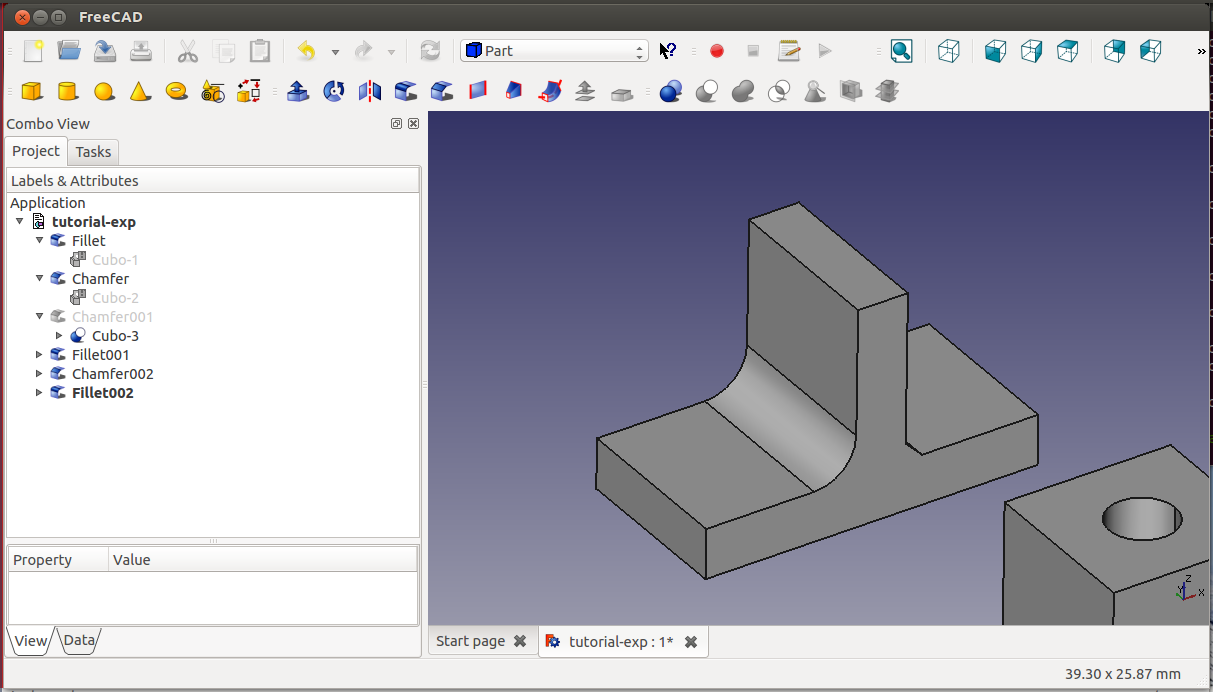 FreeCAD
Part
»
Combo View
Project Tasks
Labels & Attributes
Application
tutorial-exp
Fillet
Cubo-1
Chamfer
Cubo-2
Chamfer001
Cubo-3
Fillet001
Chamfer002
Fillet002
Property Value
View Data
Z
Y X
Start page tutorial-exp : 1*
39.30 x 25.87 mm